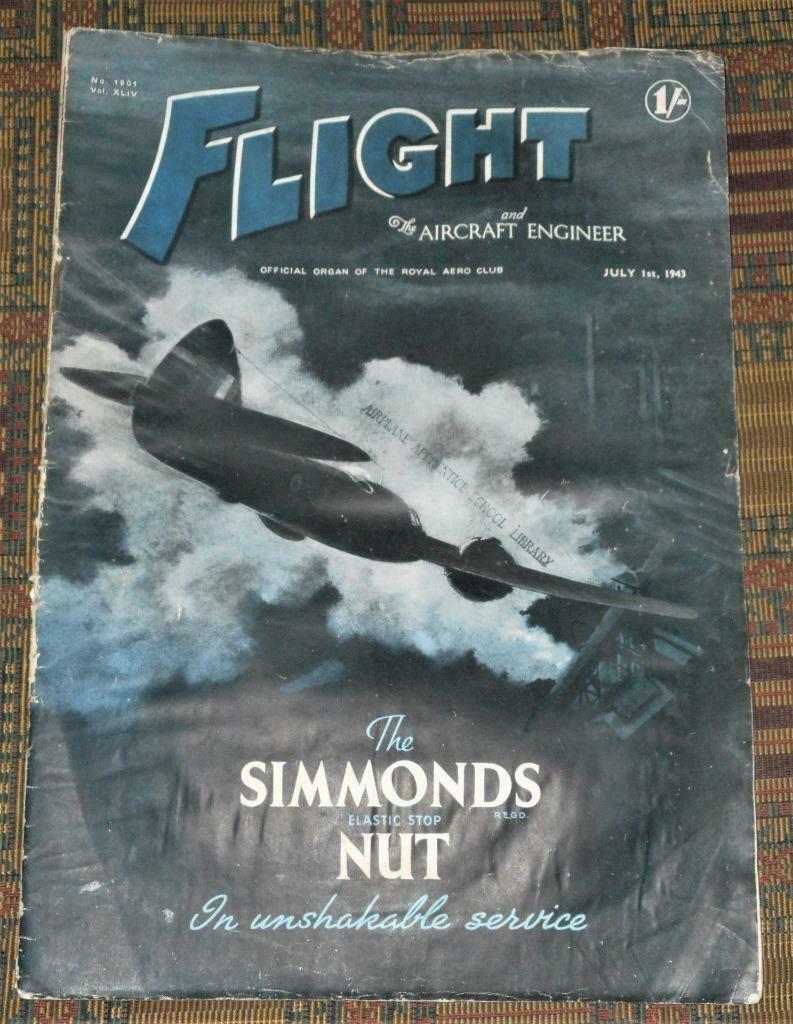 No. 1801
Vol. XLIV
1/-
FLIGHT
and
The AIRCRAFT ENGINEER
OFFICIAL ORGAN OF THE ROYAL AERO CLUB
JULY 1st, 1943
AIRPLANE APPRENTICE SCHOOL LIBRARY
The
SIMMONDS
ELASTIC STOP
REGD.
NUT
In unshakable service